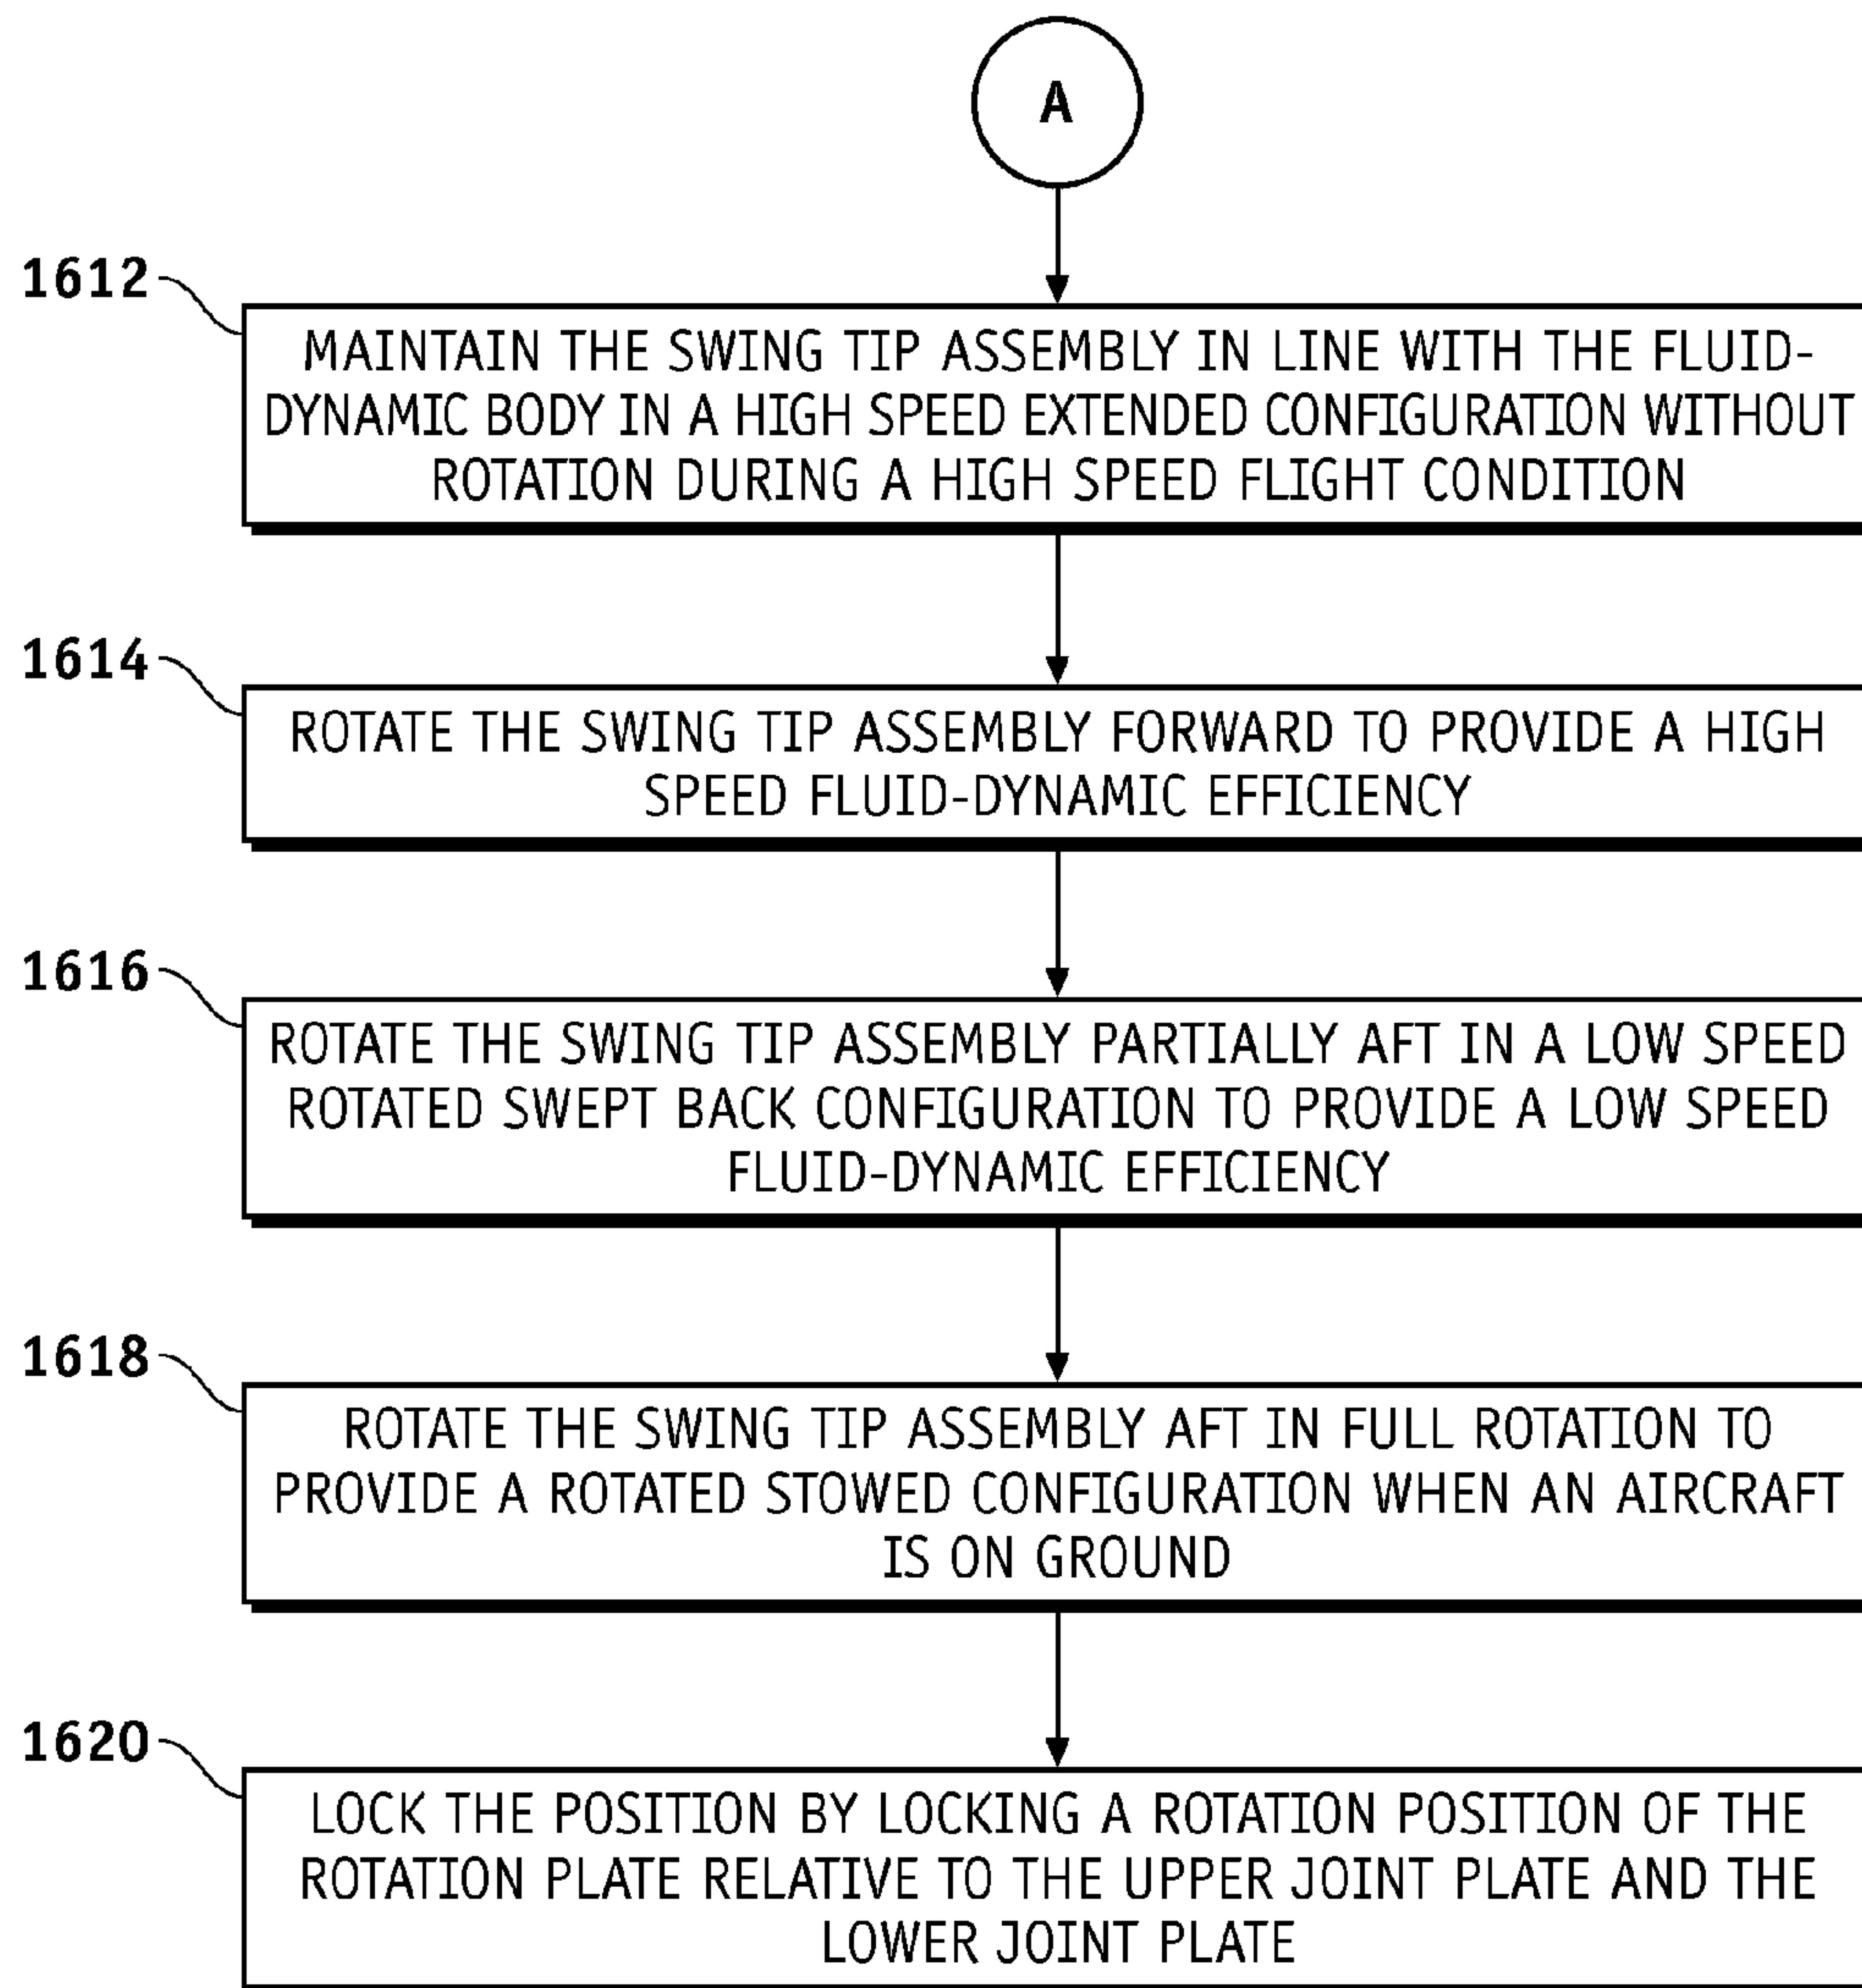 A
1612
MAINTAIN THE SWING TIP ASSEMBLY IN LINE WITH THE FLUID-
DYNAMIC BODY IN A HIGH SPEED EXTENDED CONFIGURATION WITHOUT
ROTATION DURING A HIGH SPEED FLIGHT CONDITION
1614
ROTATE THE SWING TIP ASSEMBLY FORWARD TO PROVIDE A HIGH
SPEED FLUID-DYNAMIC EFFICIENCY
1616
ROTATE THE SWING TIP ASSEMBLY PARTIALLY AFT IN A LOW SPEED
ROTATED SWEPT BACK CONFIGURATION TO PROVIDE A LOW SPEED
FLUID-DYNAMIC EFFICIENCY
1618
ROTATE THE SWING TIP ASSEMBLY AFT IN FULL ROTATION TO
PROVIDE A ROTATED STOWED CONFIGURATION WHEN AN AIRCRAFT
IS ON GROUND
1620
LOCK THE POSITION BY LOCKING A ROTATION POSITION OF THE
ROTATION PLATE RELATIVE TO THE UPPER JOINT PLATE AND THE
LOWER JOINT PLATE